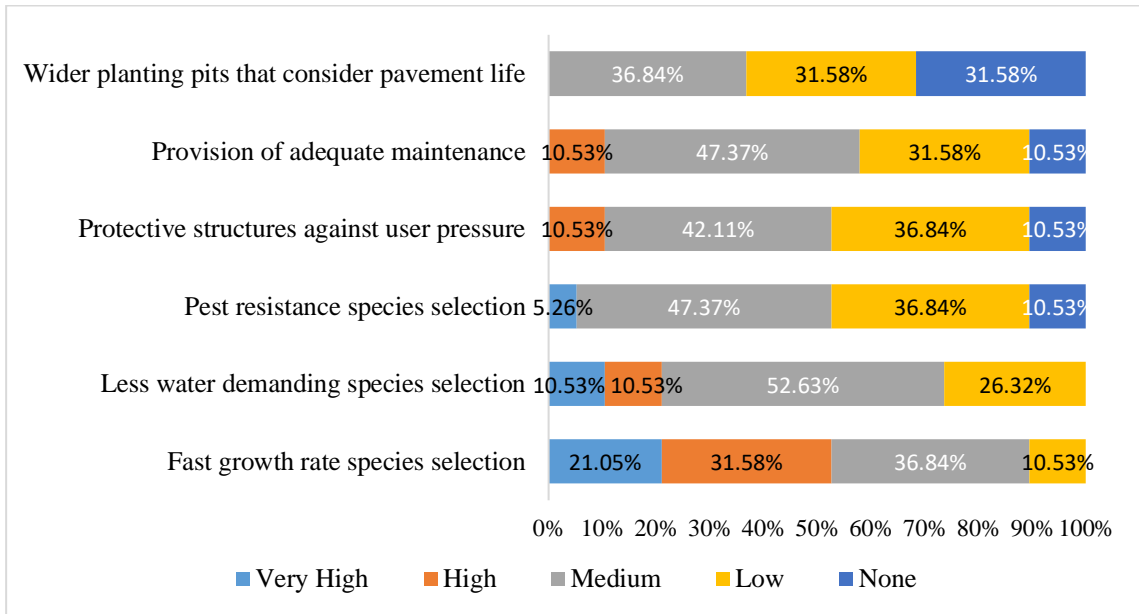 Wider planting pits that consider pavement life 36.84% 31.58% 31.58%
Provision of adequate maintenance 10.53% 47.37% 31.58% 10.53%
Protective structures against user pressure 10.53% 42.11% 36.84% 10.53%
Pest resistance species selection 5.26% 47.37% 36.84% 10.53%
Less water demanding species selection 10.53% 10.53% 52.63% 26.32%
Fast growth rate species selection 21.05% 31.58% 36.84% 10.53%
0% 10% 20% 30% 40% 50% 60% 70% 80% 90% 100%
Very High High Medium Low None